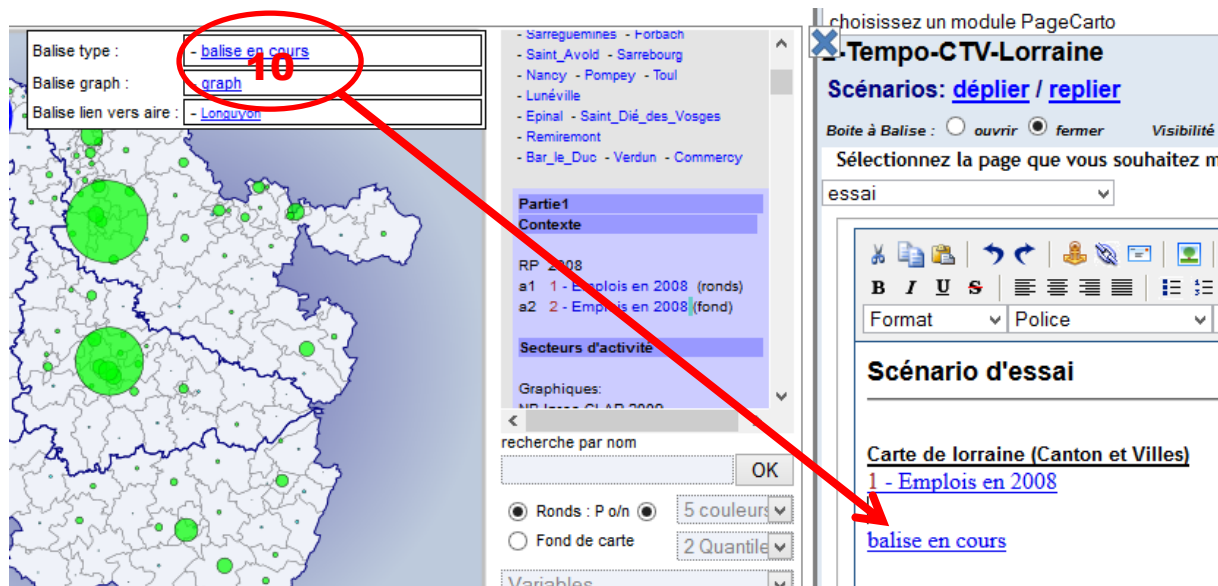 Balise type :
- balise en cours
Balise graph :
- graph
Balise lien vers aire :
- Longuyon
10
- Sarreguemines - Forbach
- Saint_Avold - Sarrebourg
- Nancy - Pompey - Toul
- Lunéville
- Epinal - Saint_Dié_des_Vosges
- Remiremont
- Bar_le_Duc - Verdun - Commercy
Partie1
Contexte
RP 2008
a1 1 - Emplois en 2008 (ronds)
a2 2 - Emplois en 2008 (fond)
Secteurs d'activité
Graphiques:
recherche par nom
OK
Ronds : P o/n
5 couleurs
Fond de carte
2 Quantile
Variables
choisissez un module PageCarto
-Tempo-CTV-Lorraine
Scénarios: déplier / replier
Boite à Balise : ouvrir fermer Visibilité
Sélectionnez la page que vous souhaitez m
essai
B I U S
Format
Police
Scénario d'essai
Carte de lorraine (Canton et Villes)
1 - Emplois en 2008
balise en cours